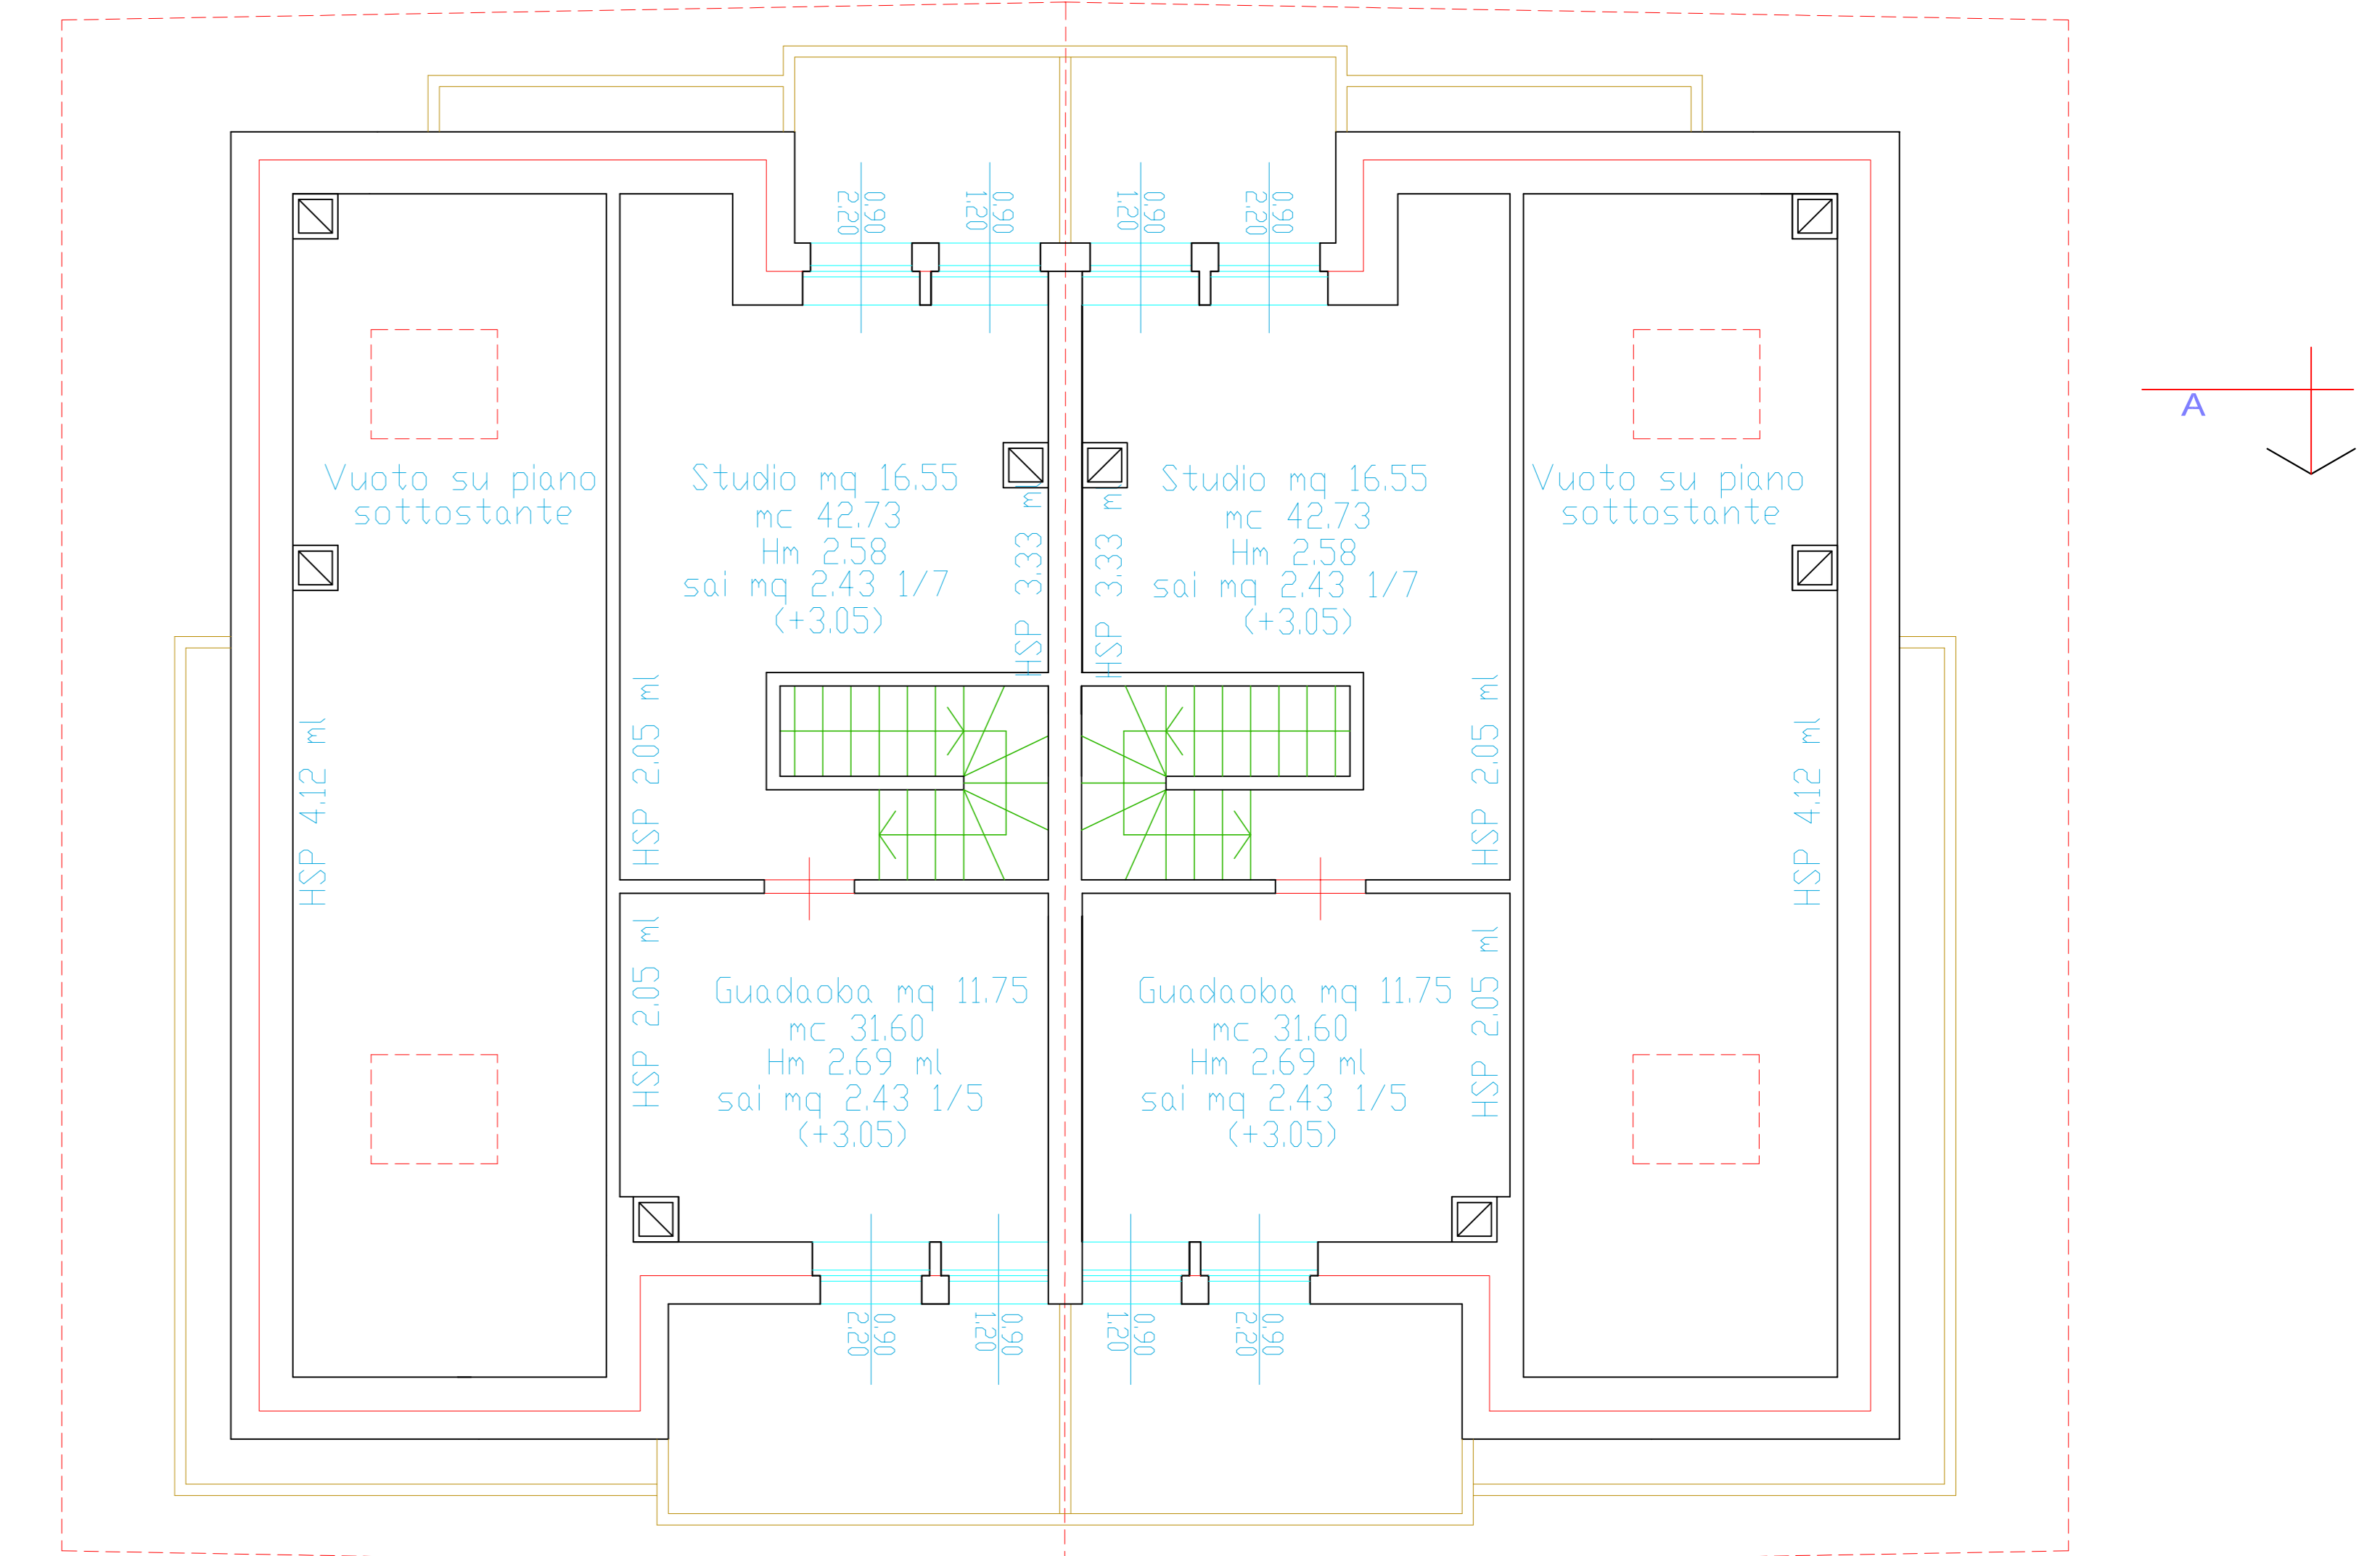 2.20
0.90
1.20
0.90
1.20
0.90
2.20
0.90
A
Vuoto su piano
sottostante
Studio mq 16.55
mc 42.73
Hm 2.58
sai mq 2.43 1/7
(+3.05)
HSP 3.33 ml
HSP 3.33 ml
Studio mq 16.55
mc 42.73
Hm 2.58
sai mq 2.43 1/7
(+3.05)
Vuoto su piano
sottostante
HSP 4.12 ml
HSP 2.05 ml
HSP 2.05 ml
HSP 4.12 ml
HSP 2.05 ml
Guadaoba mq 11.75
mc 31.60
Hm 2.69 ml
sai mq 2.43 1/5
(+3.05)
Guadaoba mq 11.75
mc 31.60
Hm 2.69 ml
sai mq 2.43 1/5
(+3.05)
HSP 2.05 ml
2.20
0.90
1.20
0.90
1.20
0.90
2.20
0.90